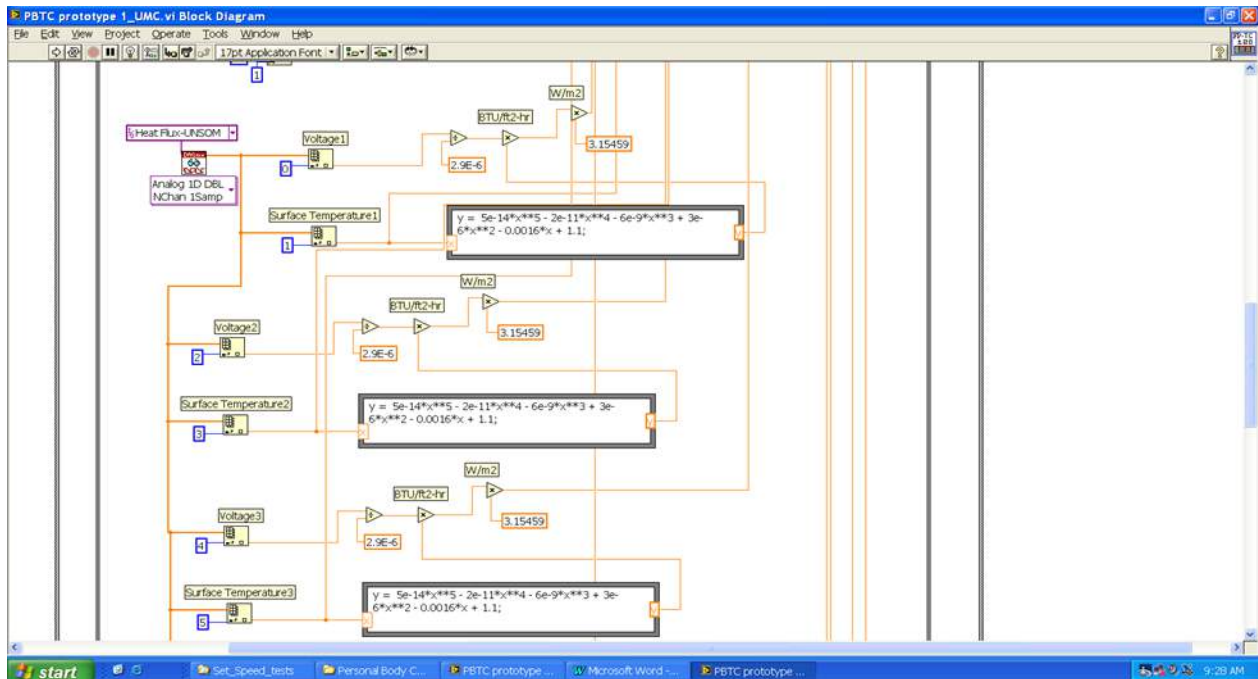 PBTC prototype 1_UMC.vi Block Diagram
File Edit View Project Operate Tools Window Help
17pt Application Font
1
W/m2
BTU/ft2-hr
Heat Flux-UNSOM
Voltage1
3.15459
0
2.9E-6
Analog 1D DBL
NChan 1Samp
Surface Temperature1
y = 5e-14*x**5 - 2e-11*x**4 - 6e-9*x**3 + 3e-
6*x**2 - 0.0016*x + 1.1;
x
y
1
W/m2
BTU/ft2-hr
Voltage2
3.15459
2
2.9E-6
Surface Temperature2
y = 5e-14*x**5 - 2e-11*x**4 - 6e-9*x**3 + 3e-
6*x**2 - 0.0016*x + 1.1;
x
y
3
W/m2
BTU/ft2-hr
Voltage3
3.15459
4
2.9E-6
Surface Temperature3
y = 5e-14*x**5 - 2e-11*x**4 - 6e-9*x**3 + 3e-
6*x**2 - 0.0016*x + 1.1;
x
y
5
start
Set_Speed_tests
Personal Body C...
PBTC prototype ...
Microsoft Word -...
PBTC prototype ...
9:28 AM